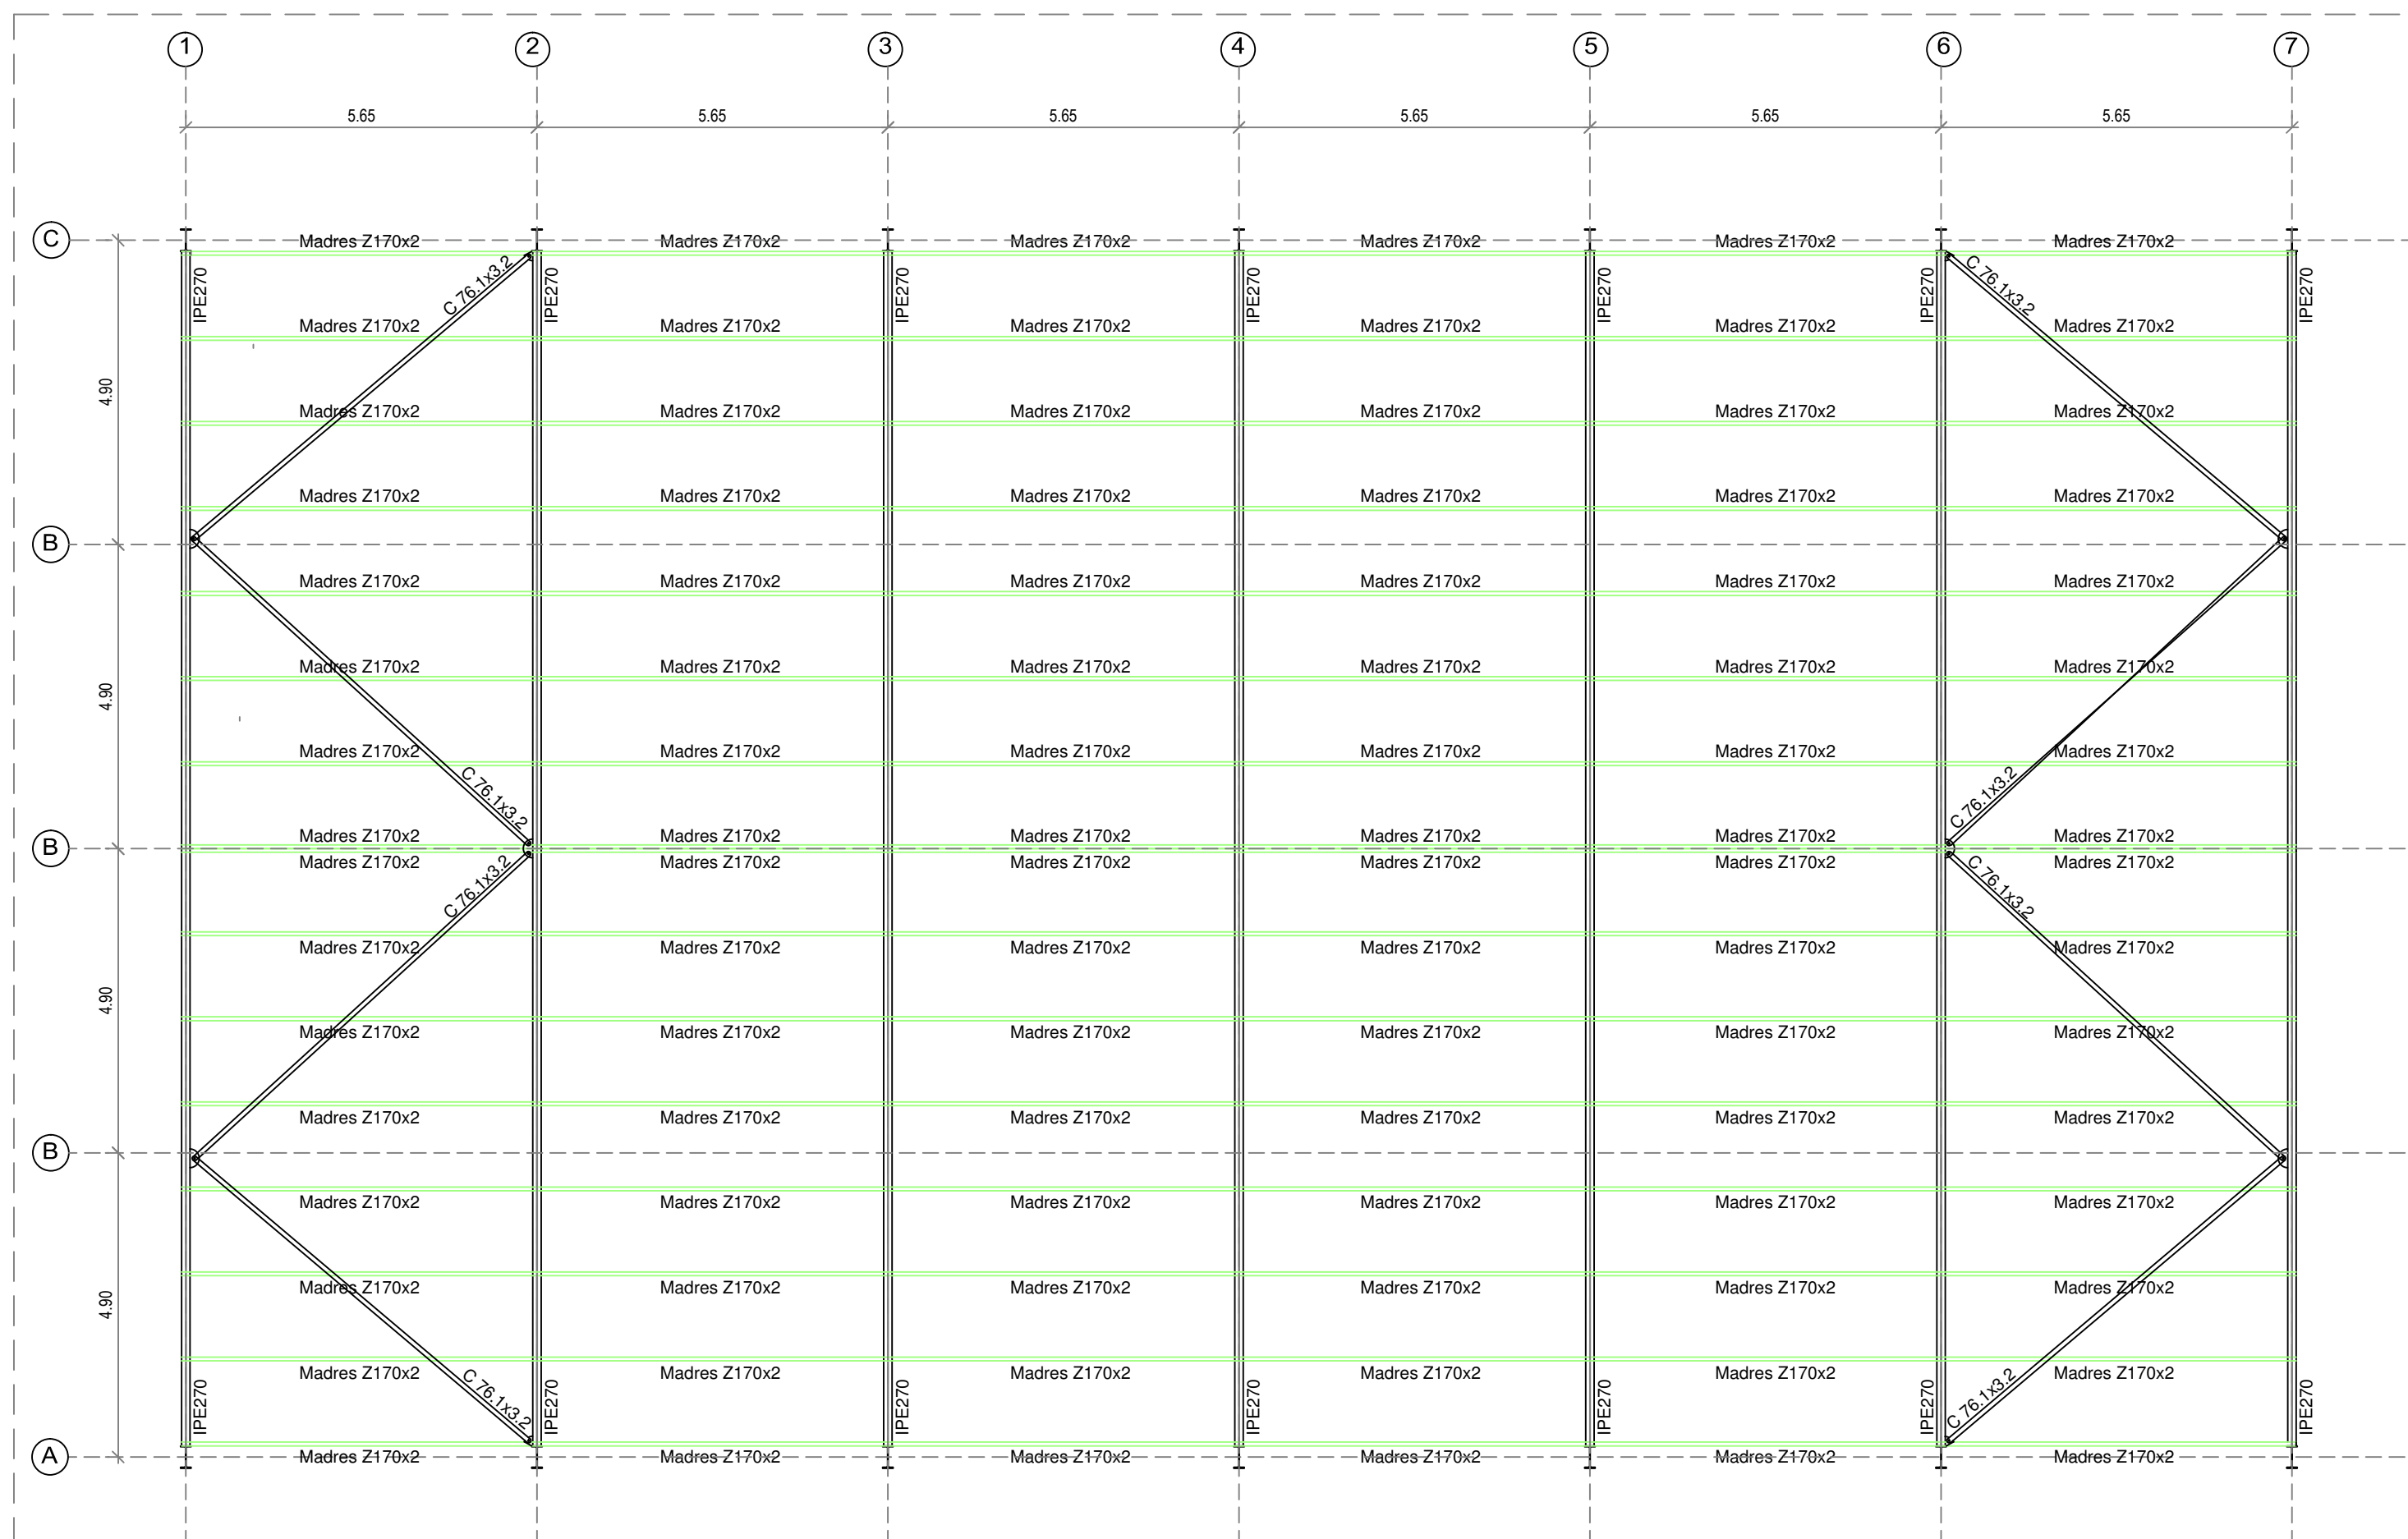 1 2 3 4 5 6 7
5.65 5.65 5.65 5.65 5.65 5.65
C Madres Z170x2 Madres Z170x2 Madres Z170x2 Madres Z170x2 Madres Z170x2 Madres Z170x2
IPE270 C 76.1x3.2 IPE270 IPE270 IPE270 IPE270 IPE270 C 76.1x3.2 IPE270
Madres Z170x2 Madres Z170x2 Madres Z170x2 Madres Z170x2 Madres Z170x2 Madres Z170x2
4.90
Madres Z170x2 Madres Z170x2 Madres Z170x2 Madres Z170x2 Madres Z170x2 Madres Z170x2
Madres Z170x2 Madres Z170x2 Madres Z170x2 Madres Z170x2 Madres Z170x2 Madres Z170x2
B
Madres Z170x2 Madres Z170x2 Madres Z170x2 Madres Z170x2 Madres Z170x2 Madres Z170x2
Madres Z170x2 Madres Z170x2 Madres Z170x2 Madres Z170x2 Madres Z170x2 Madres Z170x2
4.90
Madres Z170x2 Madres Z170x2 Madres Z170x2 Madres Z170x2 Madres Z170x2 Madres Z170x2
C 76.1x3.2 C 76.1x3.2
Madres Z170x2 Madres Z170x2 Madres Z170x2 Madres Z170x2 Madres Z170x2 Madres Z170x2
B
Madres Z170x2 Madres Z170x2 Madres Z170x2 Madres Z170x2 Madres Z170x2 Madres Z170x2
C 76.1x3.2 C 76.1x3.2
Madres Z170x2 Madres Z170x2 Madres Z170x2 Madres Z170x2 Madres Z170x2 Madres Z170x2
4.90
Madres Z170x2 Madres Z170x2 Madres Z170x2 Madres Z170x2 Madres Z170x2 Madres Z170x2
Madres Z170x2 Madres Z170x2 Madres Z170x2 Madres Z170x2 Madres Z170x2 Madres Z170x2
B
Madres Z170x2 Madres Z170x2 Madres Z170x2 Madres Z170x2 Madres Z170x2 Madres Z170x2
Madres Z170x2 Madres Z170x2 Madres Z170x2 Madres Z170x2 Madres Z170x2 Madres Z170x2
4.90
Madres Z170x2 Madres Z170x2 Madres Z170x2 Madres Z170x2 Madres Z170x2 Madres Z170x2
IPE270 C 76.1x3.2 IPE270 IPE270 IPE270 IPE270 IPE270 C 76.1x3.2 IPE270
A Madres Z170x2 Madres Z170x2 Madres Z170x2 Madres Z170x2 Madres Z170x2 Madres Z170x2